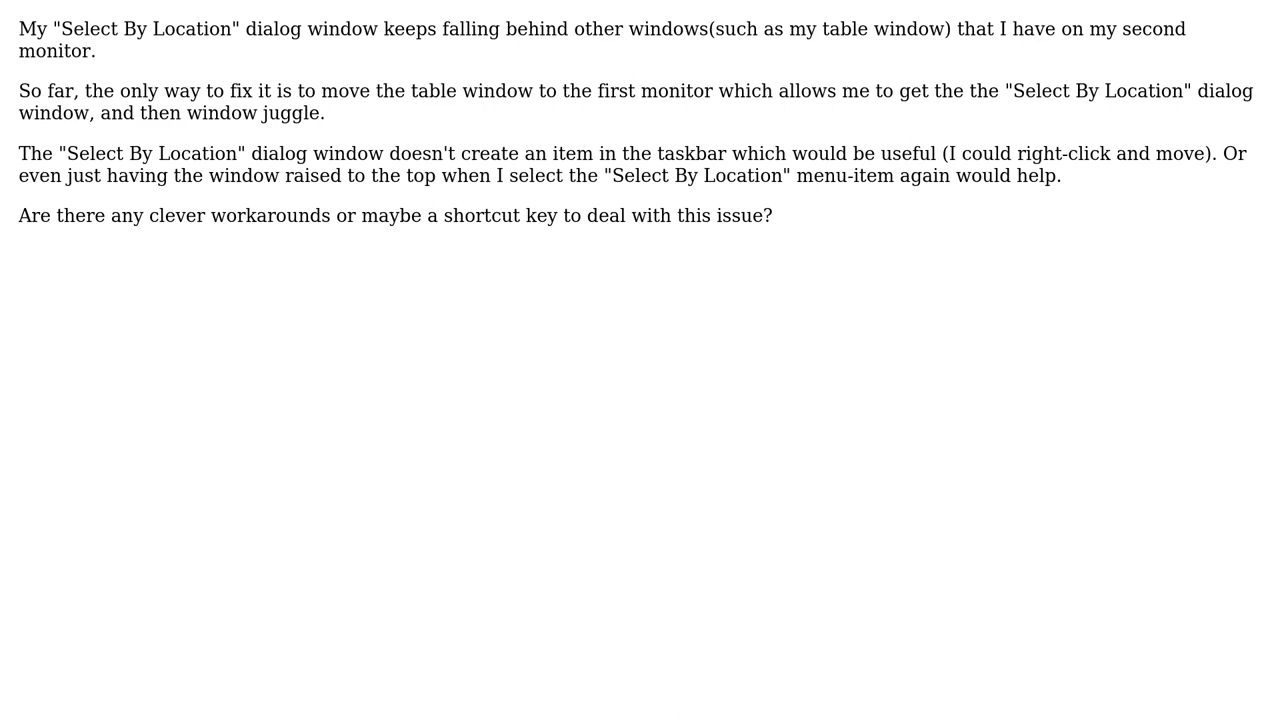 My "Select By Location" dialog window keeps falling behind other windows(such as my table window) that I have on my second
monitor.
So far, the only way to fix it is to move the table window to the first monitor which allows me to get the the "Select By Location" dialog
window, and then window juggle.
The "Select By Location" dialog window doesn't create an item in the taskbar which would be useful (I could right-click and move). Or
even just having the window raised to the top when I select the "Select By Location" menu-item again would help.
Are there any clever workarounds or maybe a shortcut key to deal with this issue?